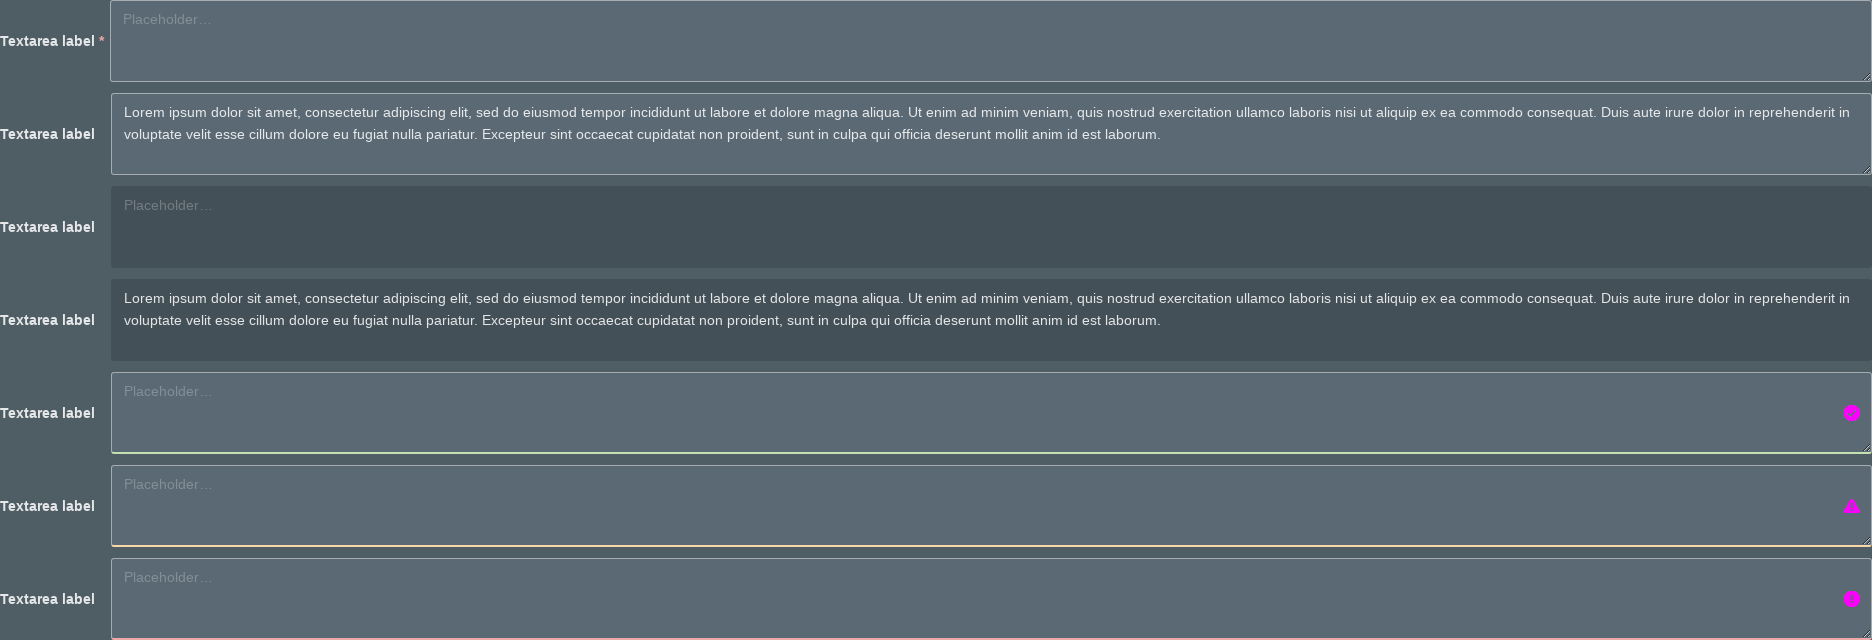 Textarea label *
Placeholder…
Textarea label
Lorem ipsum dolor sit amet, consectetur adipiscing elit, sed do eiusmod tempor incididunt ut labore et dolore magna aliqua. Ut enim ad minim veniam, quis nostrud exercitation ullamco laboris nisi ut aliquip ex ea commodo consequat. Duis aute irure dolor in reprehenderit in
voluptate velit esse cillum dolore eu fugiat nulla pariatur. Excepteur sint occaecat cupidatat non proident, sunt in culpa qui officia deserunt mollit anim id est laborum.
Textarea label
Placeholder…
Textarea label
Lorem ipsum dolor sit amet, consectetur adipiscing elit, sed do eiusmod tempor incididunt ut labore et dolore magna aliqua. Ut enim ad minim veniam, quis nostrud exercitation ullamco laboris nisi ut aliquip ex ea commodo consequat. Duis aute irure dolor in reprehenderit in
voluptate velit esse cillum dolore eu fugiat nulla pariatur. Excepteur sint occaecat cupidatat non proident, sunt in culpa qui officia deserunt mollit anim id est laborum.
Textarea label
Placeholder…
Textarea label
Placeholder…
Textarea label
Placeholder…